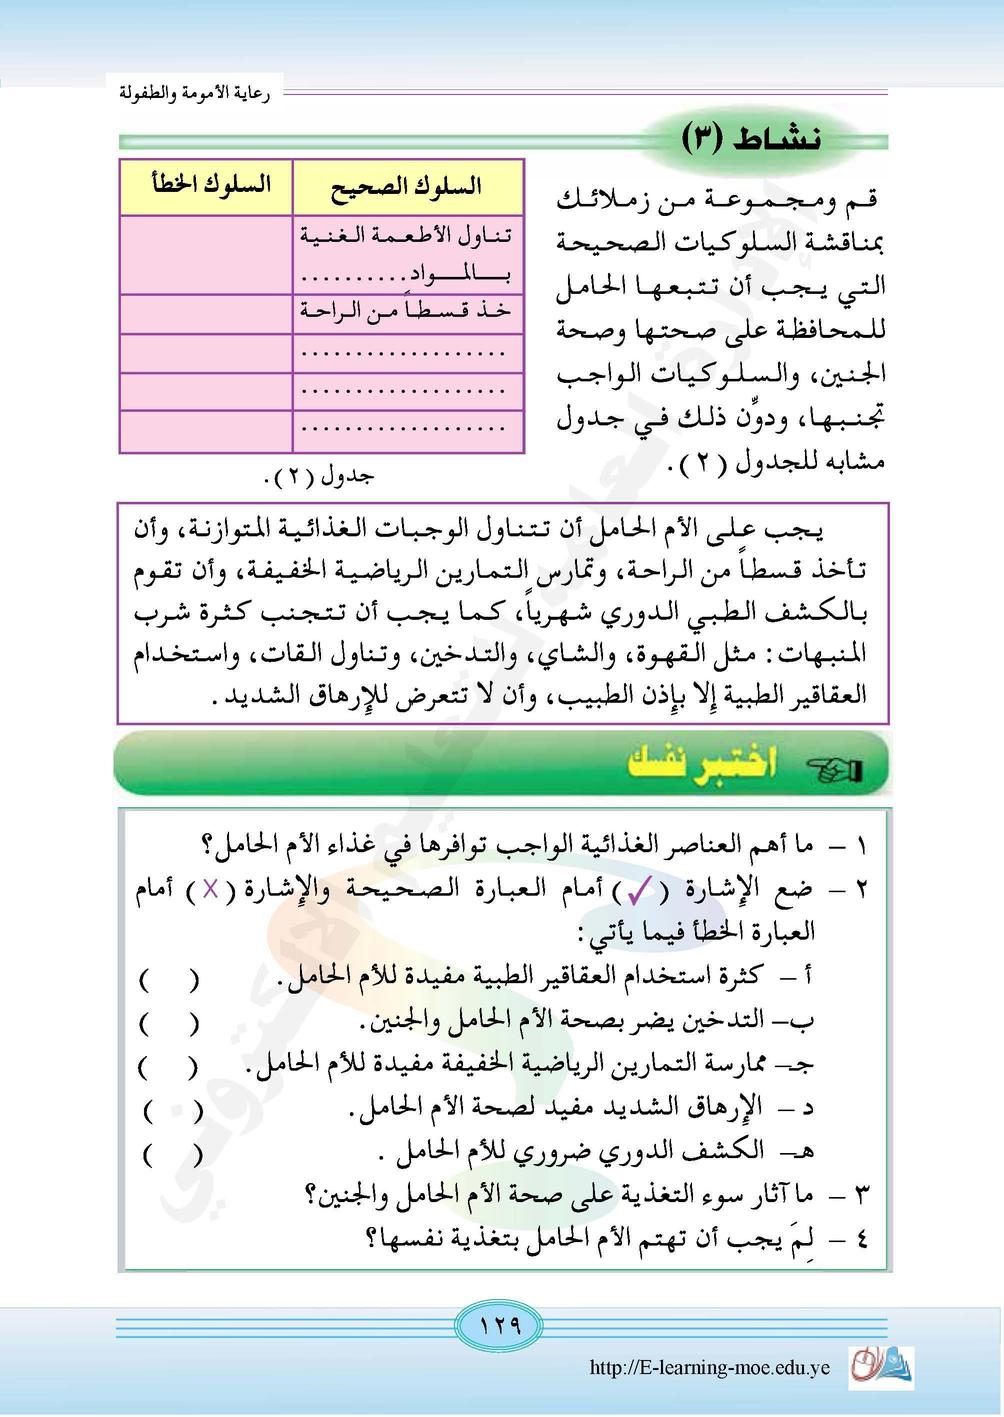 رعاية الأمومة والطفولة
نشاط (٣)
قم ومجموعة من زملائك
بمناقشة السلوكيات الصحيحة
التي يجب أن تتبعها الحامل
للمحافظة على صحتها وصحة
الجنين، والسلوكيات الواجب
تجنبها، ودوِّن ذلك في جدول
مشابه للجدول (٢).
السلوك الصحيح
السلوك الخطأ
تناول الأطعمة الغنية
بالمواد..........
خذ قسطاً من الراحة
....................
....................
....................
جدول (٢).
يجب على الأم الحامل أن تتناول الوجبات الغذائية المتوازنة، وأن
تأخذ قسطاً من الراحة، وتمارس التمارين الرياضية الخفيفة، وأن تقوم
بالكشف الطبي الدوري شهرياً، كما يجب أن تتجنب كثرة شرب
المنبهات: مثل القهوة، والشاي، والتدخين، وتناول القات، واستخدام
العقاقير الطبية إلا بإذن الطبيب، وأن لا تتعرض للإرهاق الشديد.
اختبر نفسك
١ – ما أهم العناصر الغذائية الواجب توافرها في غذاء الأم الحامل؟
٢ – ضع الإشارة (✓) أمام العبارة الصحيحة والإشارة (X) أمام
العبارة الخطأ فيما يأتي:
أ – كثرة استخدام العقاقير الطبية مفيدة للأم الحامل. ( )
ب– التدخين يضر بصحة الأم الحامل والجنين. ( )
جـ– ممارسة التمارين الرياضية الخفيفة مفيدة للأم الحامل. ( )
د – الإرهاق الشديد مفيد لصحة الأم الحامل. ( )
هـ– الكشف الدوري ضروري للأم الحامل . ( )
٣ – ما آثار سوء التغذية على صحة الأم الحامل والجنين؟
٤ – لِمَ يجب أن تهتم الأم الحامل بتغذية نفسها؟
١٢٩
http://E-learning-moe.edu.ye
الإدارة العامة للتعليم الإلكتروني